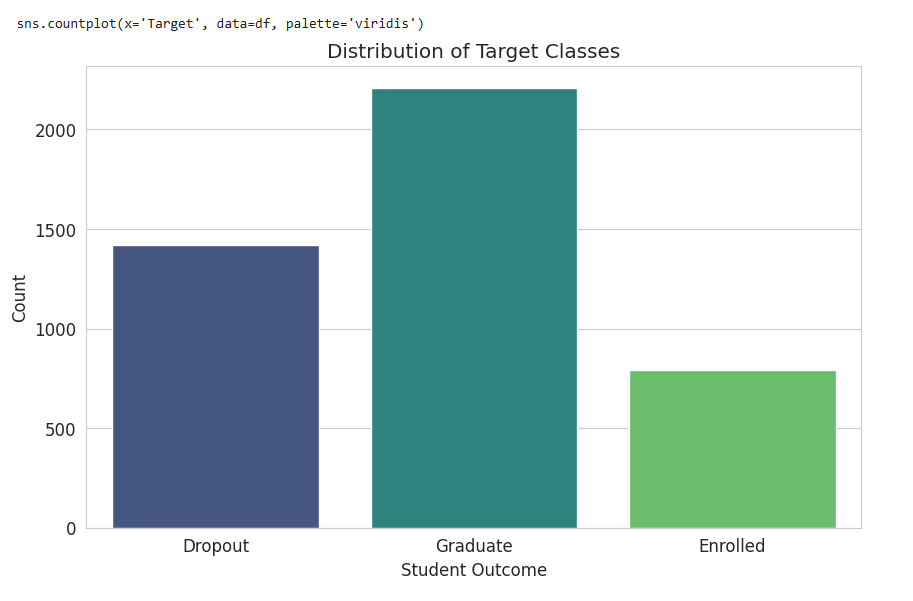 sns.countplot(x='Target', data=df, palette='viridis')
Distribution of Target Classes
2000
1500
1000
500
0
Count
Dropout Graduate Enrolled
Student Outcome